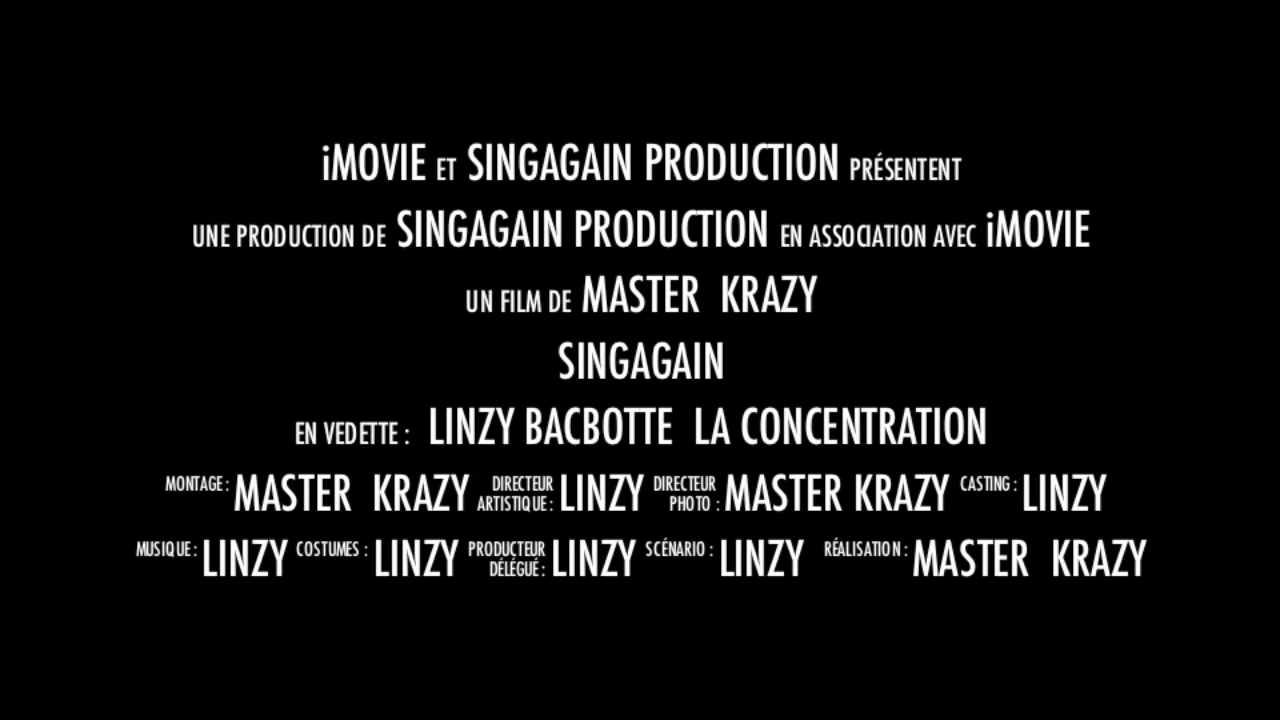 iMOVIE ET SINGAGAIN PRODUCTION PRÉSENTENT
UNE PRODUCTION DE SINGAGAIN PRODUCTION EN ASSOCIATION AVEC iMOVIE
UN FILM DE MASTER KRAZY
SINGAGAIN
EN VEDETTE : LINZY BACBOTTE LA CONCENTRATION
MONTAGE : MASTER KRAZY DIRECTEUR ARTISTIQUE : LINZY DIRECTEUR PHOTO : MASTER KRAZY CASTING : LINZY
MUSIQUE : LINZY COSTUMES : LINZY PRODUCTEUR DÉLÉGUÉ : LINZY SCÉNARIO : LINZY RÉALISATION : MASTER KRAZY